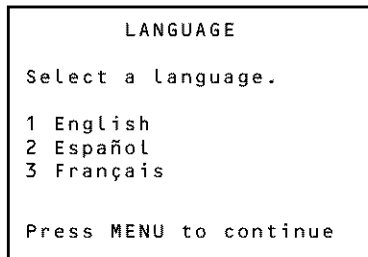 LANGUAGE
Select a language.
1 English
2 Español
3 Français
Press MENU to continue